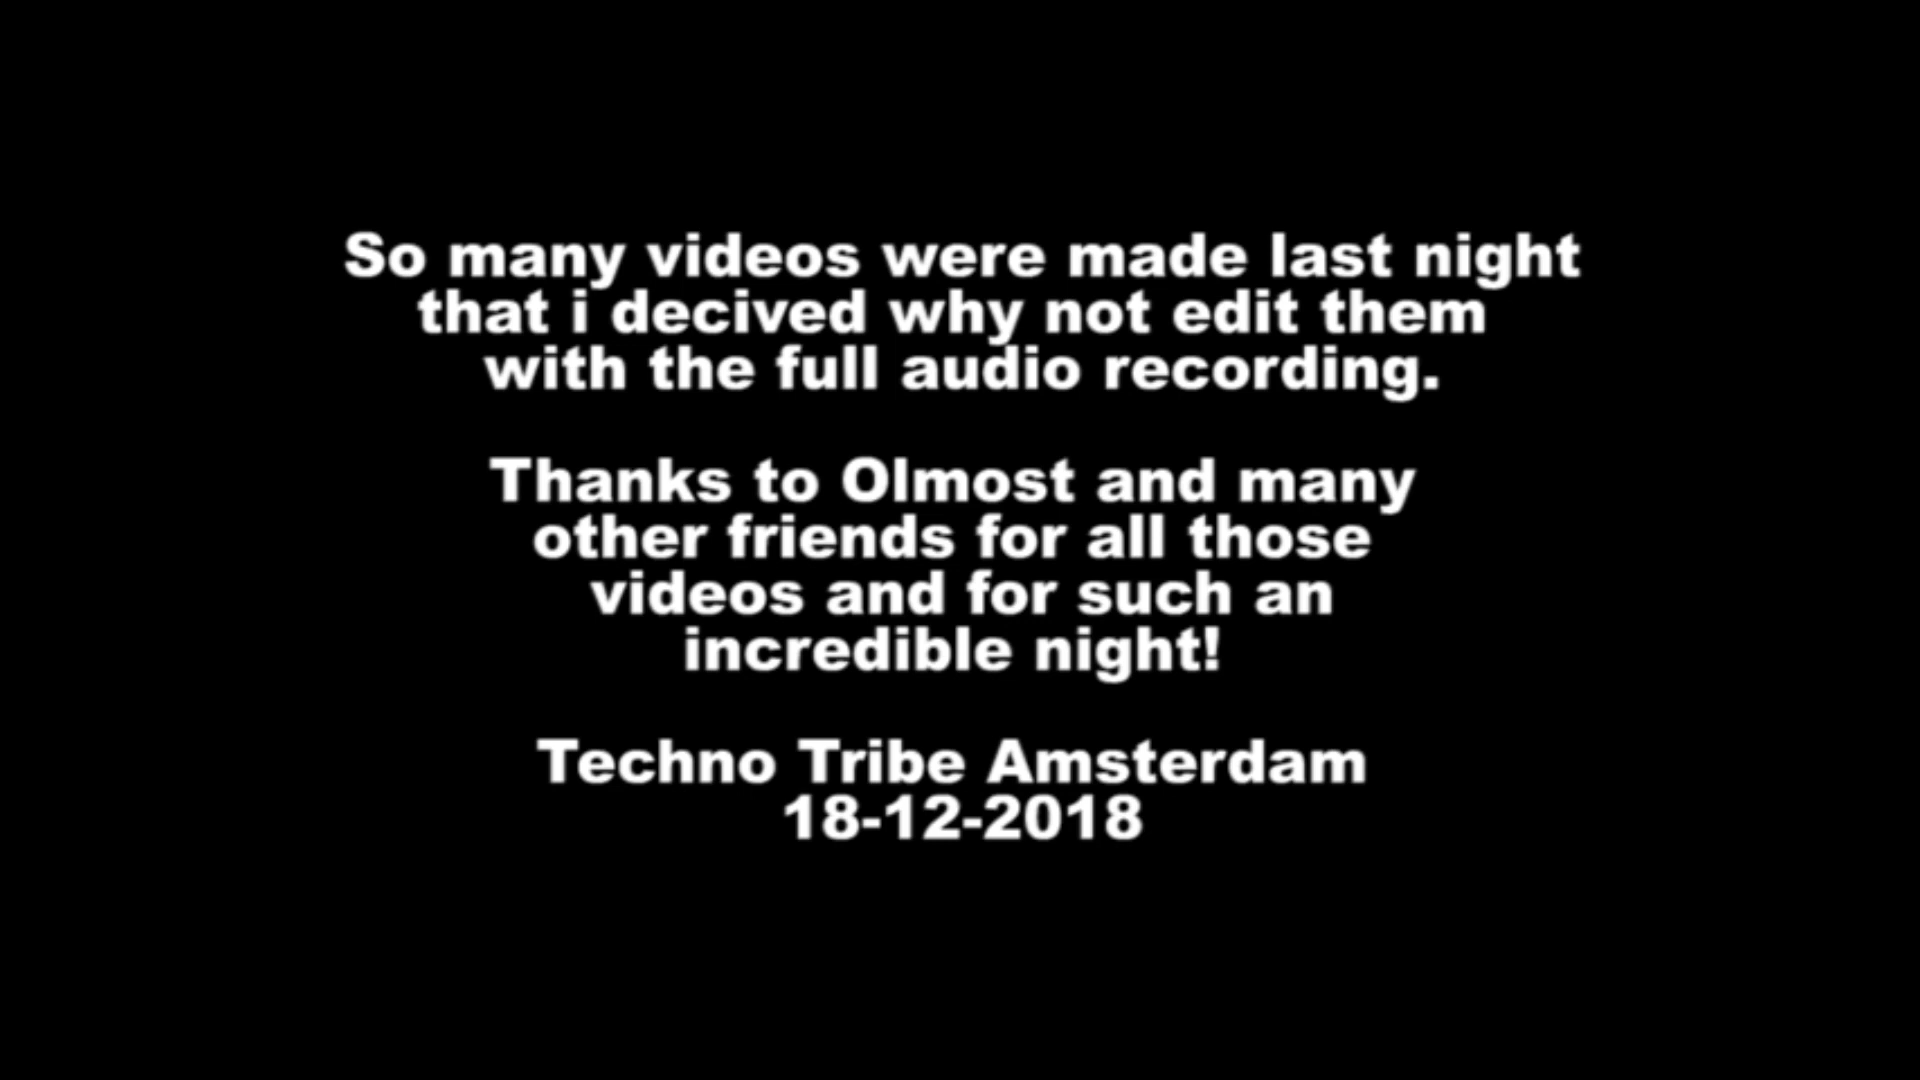 So many videos were made last night
that i decived why not edit them
with the full audio recording.
Thanks to Olmost and many
other friends for all those
videos and for such an
incredible night!
Techno Tribe Amsterdam
18-12-2018